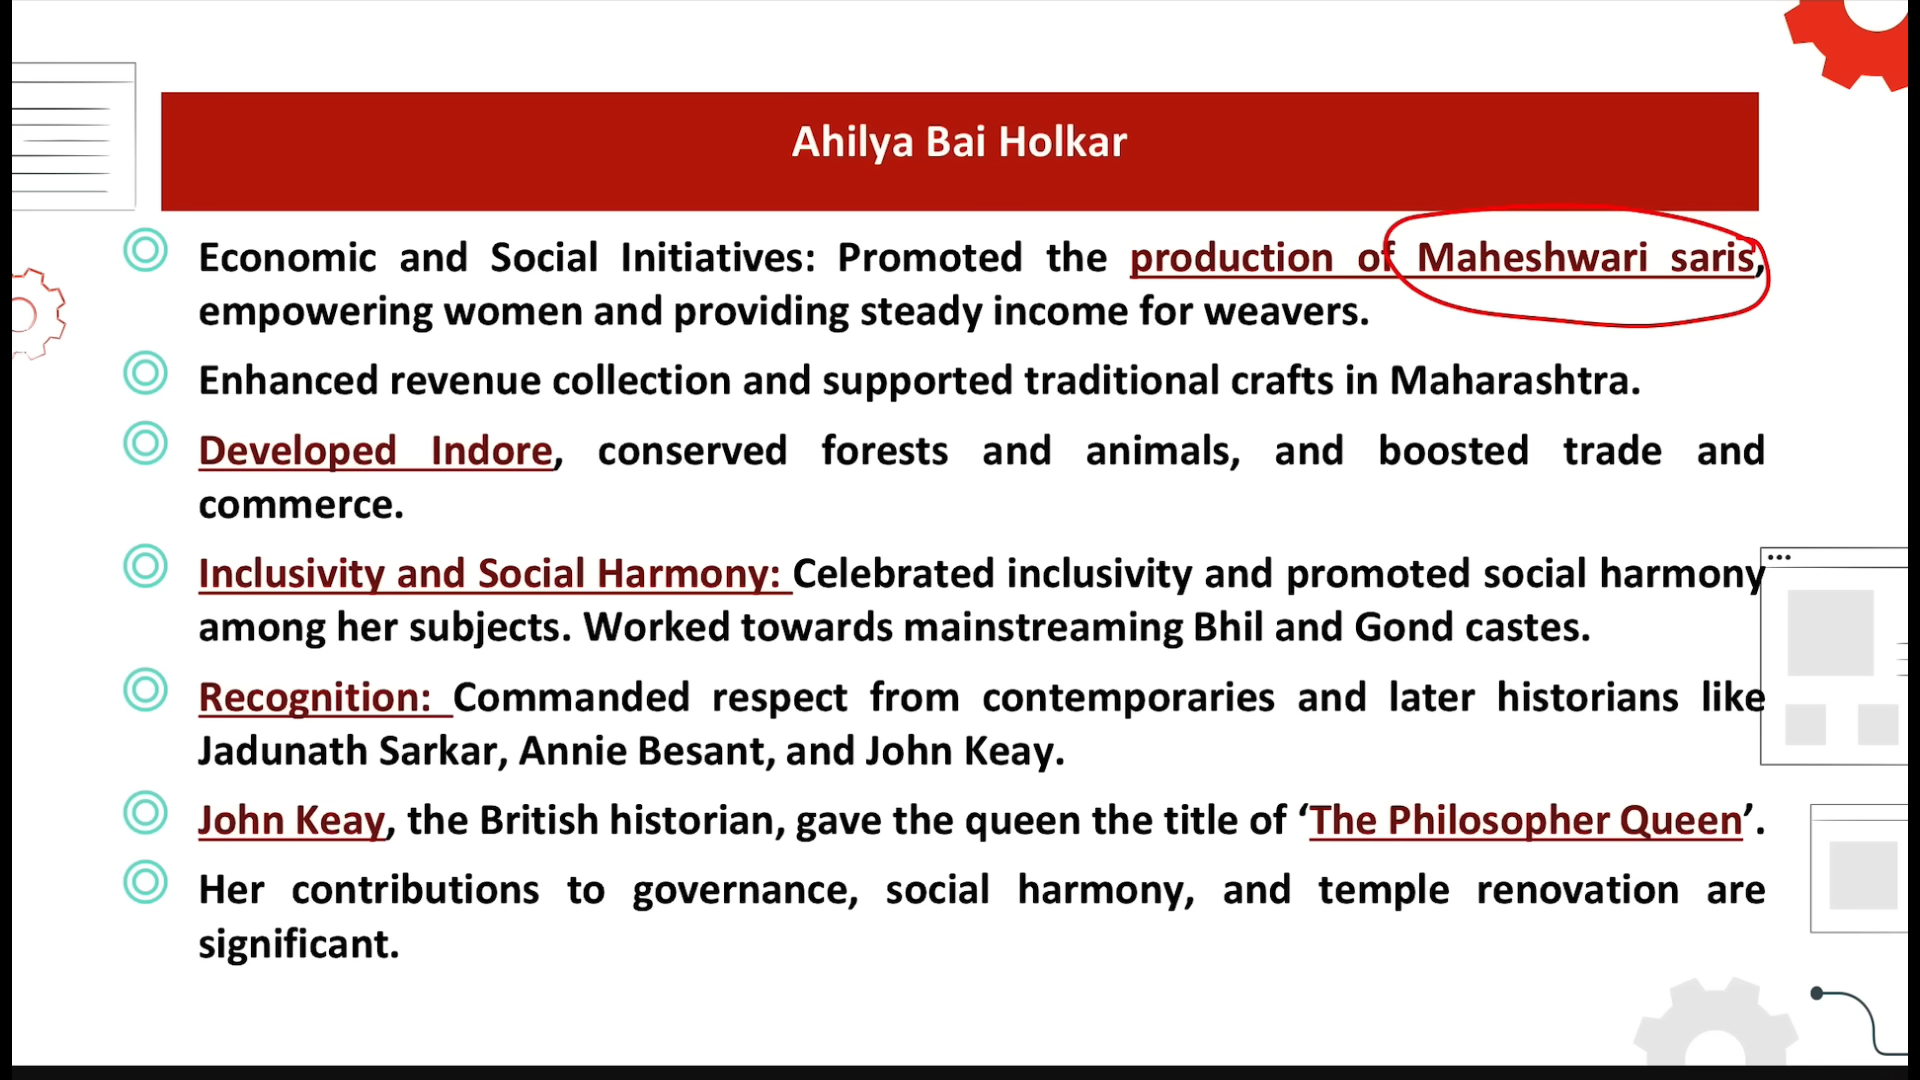 Ahilya Bai Holkar
Economic and Social Initiatives: Promoted the production of Maheshwari saris,
empowering women and providing steady income for weavers.
Enhanced revenue collection and supported traditional crafts in Maharashtra.
Developed Indore, conserved forests and animals, and boosted trade and
commerce.
Inclusivity and Social Harmony: Celebrated inclusivity and promoted social harmony
among her subjects. Worked towards mainstreaming Bhil and Gond castes.
Recognition: Commanded respect from contemporaries and later historians like
Jadunath Sarkar, Annie Besant, and John Keay.
John Keay, the British historian, gave the queen the title of ‘The Philosopher Queen’.
Her contributions to governance, social harmony, and temple renovation are
significant.